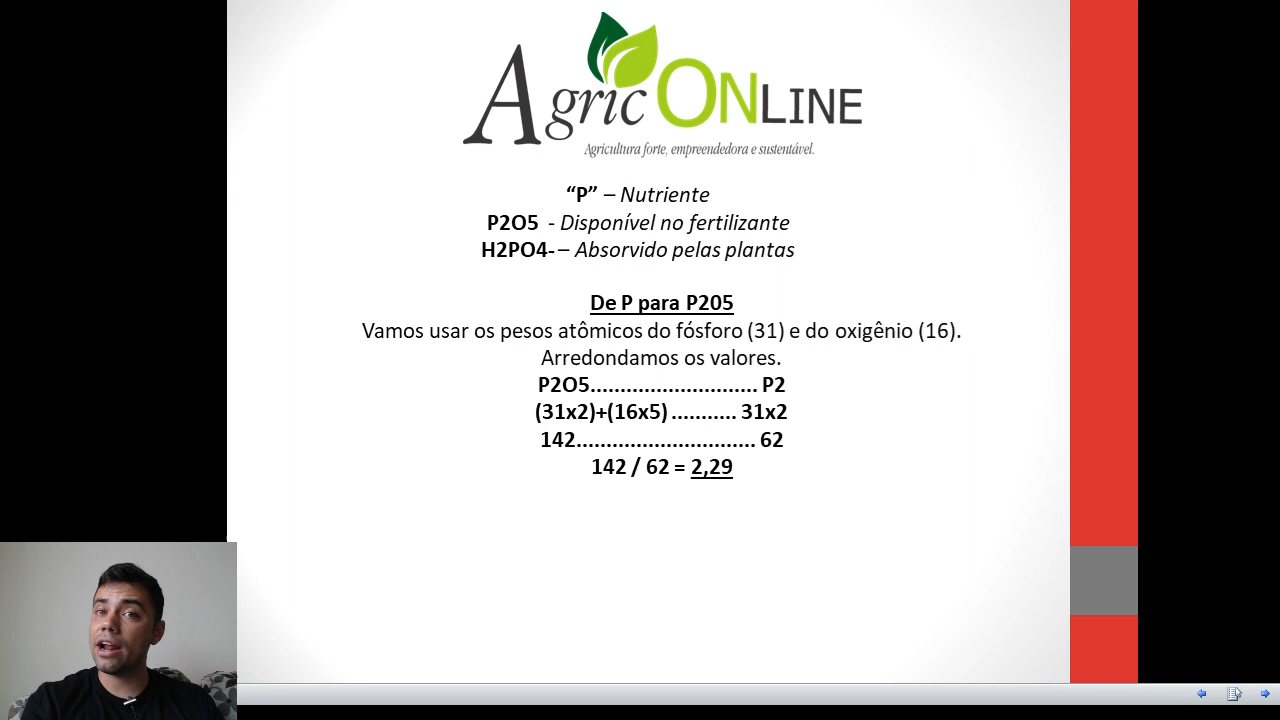 Agric ONLINE
Agricultura forte, empreendedora e sustentável.
“P” – Nutriente
P2O5 - Disponível no fertilizante
H2PO4- – Absorvido pelas plantas
De P para P205
Vamos usar os pesos atômicos do fósforo (31) e do oxigênio (16).
Arredondamos os valores.
P2O5............................ P2
(31x2)+(16x5) ........... 31x2
142.............................. 62
142 / 62 = 2,29